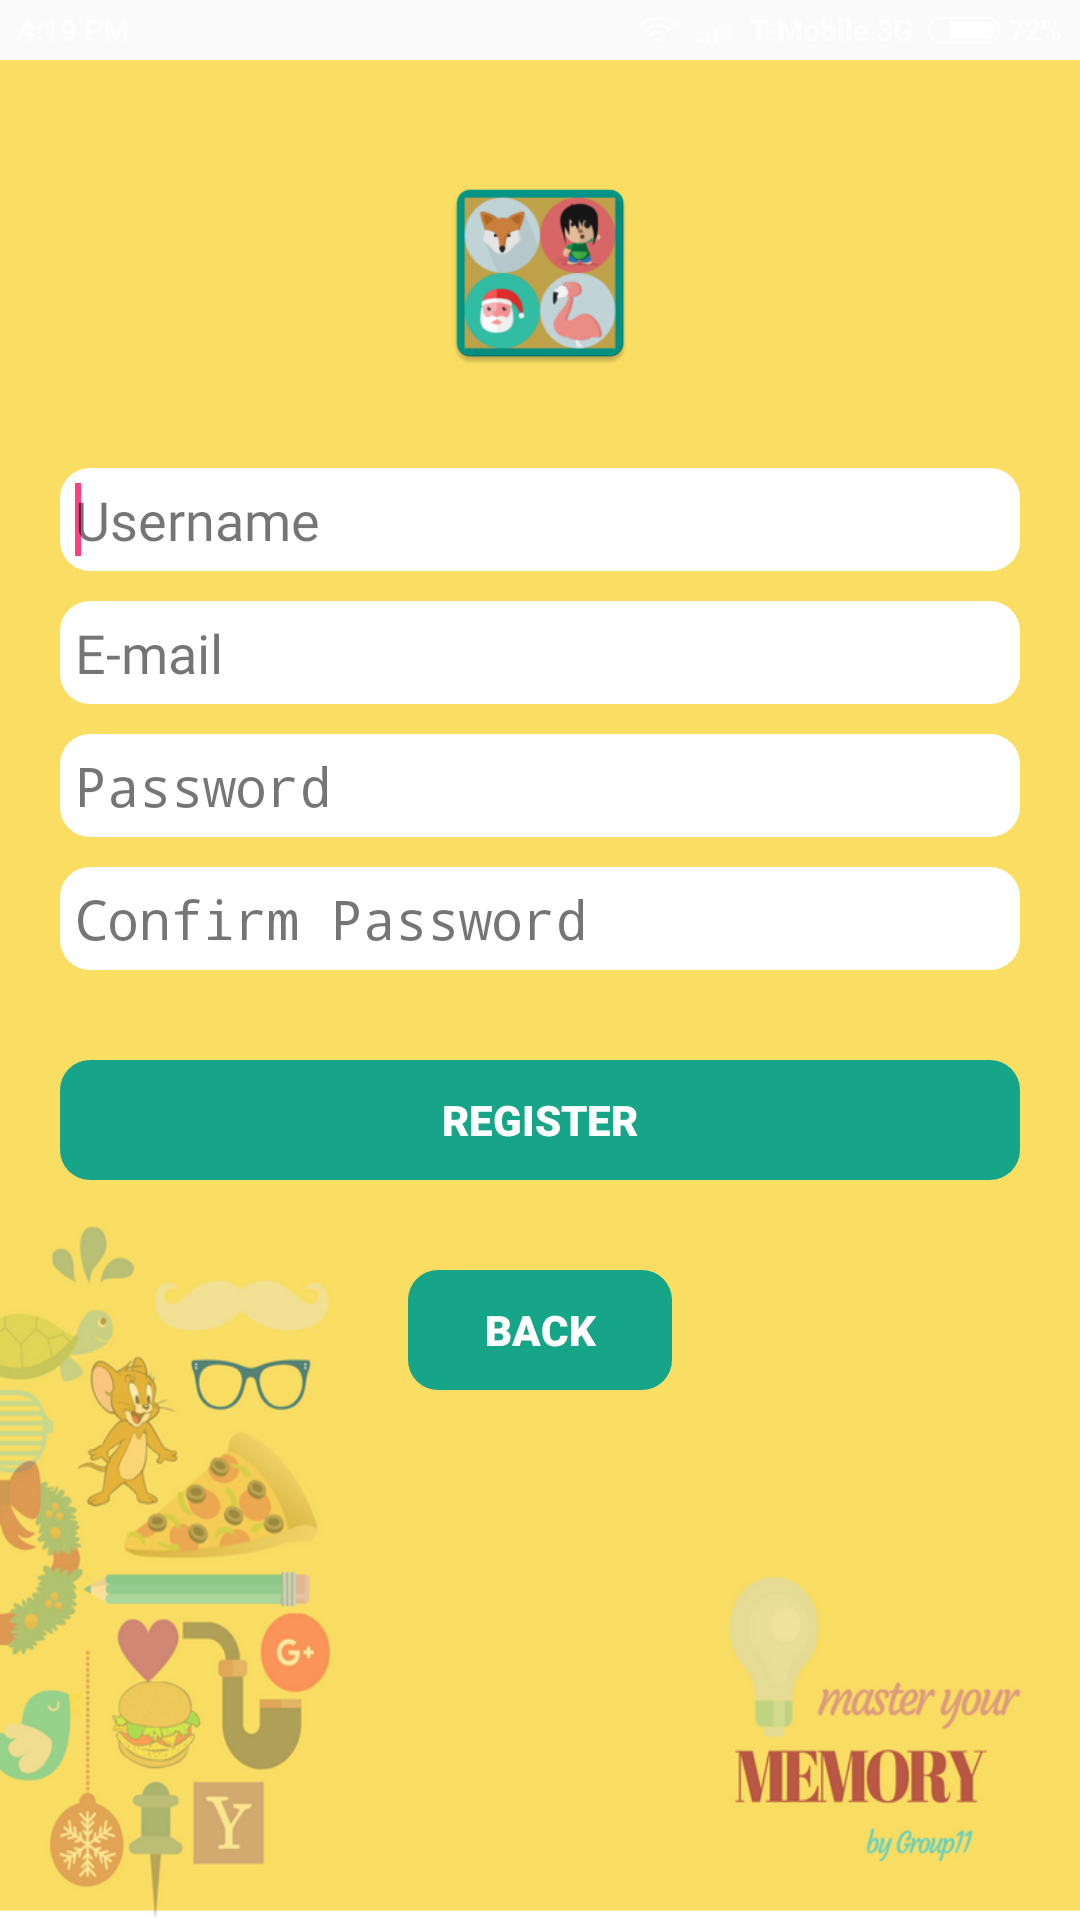 4:19 PM T-Mobile 3G 72%
Username
E-mail
Password
Confirm Password
REGISTER
BACK
G+
Y
master your
MEMORY
by Group11